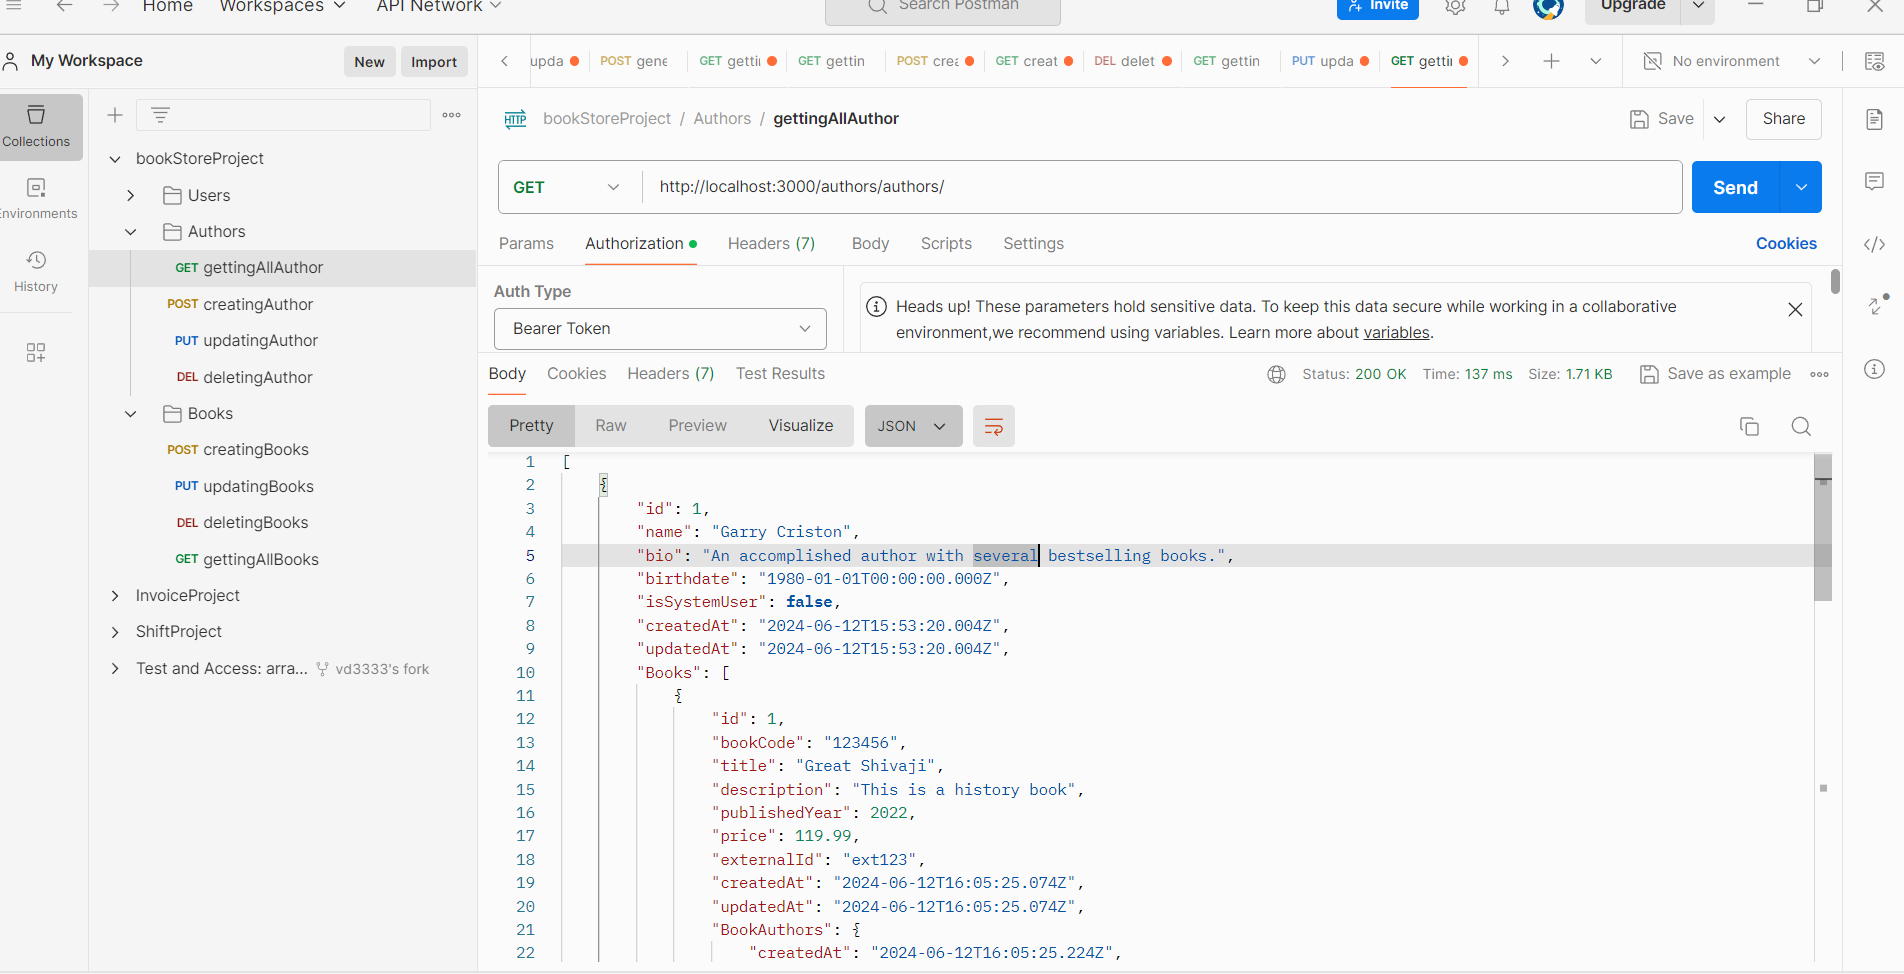 Home Workspaces API Network Search Postman Invite Upgrade
My Workspace New Import
upda POST gene GET getti GET gettin POST crea GET creat DEL delet GET gettin PUT upda GET getti No environment
Collections
Environments
History
bookStoreProject
Users
Authors
GET gettingAllAuthor
POST creatingAuthor
PUT updatingAuthor
DEL deletingAuthor
Books
POST creatingBooks
PUT updatingBooks
DEL deletingBooks
GET gettingAllBooks
InvoiceProject
ShiftProject
Test and Access: arra... vd3333's fork
HTTP bookStoreProject / Authors / gettingAllAuthor Save Share
GET http://localhost:3000/authors/authors/ Send
Params Authorization Headers (7) Body Scripts Settings Cookies
Auth Type
Bearer Token
Heads up! These parameters hold sensitive data. To keep this data secure while working in a collaborative
environment,we recommend using variables. Learn more about variables.
Body Cookies Headers (7) Test Results Status: 200 OK Time: 137 ms Size: 1.71 KB Save as example
Pretty Raw Preview Visualize JSON
1 [
2 {
3 "id": 1,
4 "name": "Garry Criston",
5 "bio": "An accomplished author with several bestselling books.",
6 "birthdate": "1980-01-01T00:00:00.000Z",
7 "isSystemUser": false,
8 "createdAt": "2024-06-12T15:53:20.004Z",
9 "updatedAt": "2024-06-12T15:53:20.004Z",
10 "Books": [
11 {
12 "id": 1,
13 "bookCode": "123456",
14 "title": "Great Shivaji",
15 "description": "This is a history book",
16 "publishedYear": 2022,
17 "price": 119.99,
18 "externalId": "ext123",
19 "createdAt": "2024-06-12T16:05:25.074Z",
20 "updatedAt": "2024-06-12T16:05:25.074Z",
21 "BookAuthors": {
22 "createdAt": "2024-06-12T16:05:25.224Z",